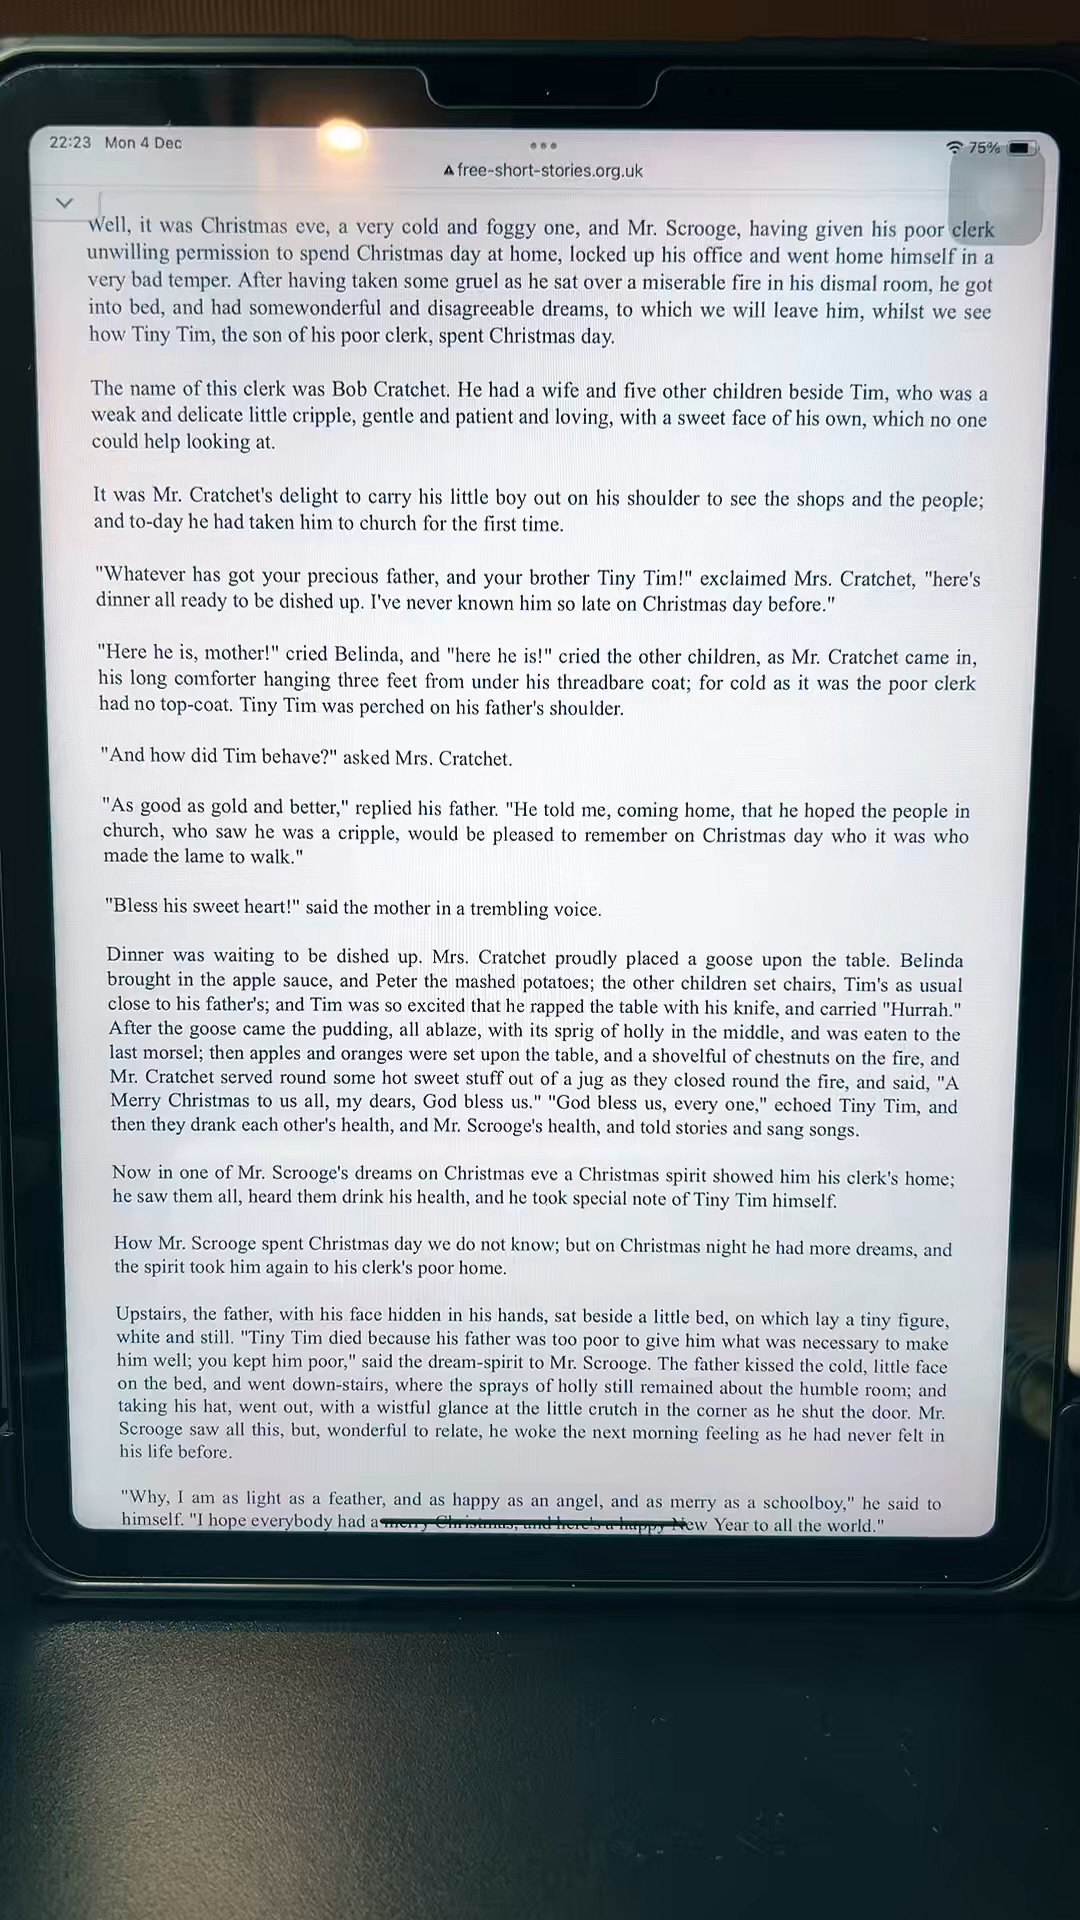 22:23 Mon 4 Dec
75%
free-short-stories.org.uk
Well, it was Christmas eve, a very cold and foggy one, and Mr. Scrooge, having given his poor clerk
unwilling permission to spend Christmas day at home, locked up his office and went home himself in a
very bad temper. After having taken some gruel as he sat over a miserable fire in his dismal room, he got
into bed, and had somewonderful and disagreeable dreams, to which we will leave him, whilst we see
how Tiny Tim, the son of his poor clerk, spent Christmas day.
The name of this clerk was Bob Cratchet. He had a wife and five other children beside Tim, who was a
weak and delicate little cripple, gentle and patient and loving, with a sweet face of his own, which no one
could help looking at.
It was Mr. Cratchet's delight to carry his little boy out on his shoulder to see the shops and the people;
and to-day he had taken him to church for the first time.
"Whatever has got your precious father, and your brother Tiny Tim!" exclaimed Mrs. Cratchet, "here's
dinner all ready to be dished up. I've never known him so late on Christmas day before."
"Here he is, mother!" cried Belinda, and "here he is!" cried the other children, as Mr. Cratchet came in,
his long comforter hanging three feet from under his threadbare coat; for cold as it was the poor clerk
had no top-coat. Tiny Tim was perched on his father's shoulder.
"And how did Tim behave?" asked Mrs. Cratchet.
"As good as gold and better," replied his father. "He told me, coming home, that he hoped the people in
church, who saw he was a cripple, would be pleased to remember on Christmas day who it was who
made the lame to walk."
"Bless his sweet heart!" said the mother in a trembling voice.
Dinner was waiting to be dished up. Mrs. Cratchet proudly placed a goose upon the table. Belinda
brought in the apple sauce, and Peter the mashed potatoes; the other children set chairs, Tim's as usual
close to his father's; and Tim was so excited that he rapped the table with his knife, and carried "Hurrah."
After the goose came the pudding, all ablaze, with its sprig of holly in the middle, and was eaten to the
last morsel; then apples and oranges were set upon the table, and a shovelful of chestnuts on the fire, and
Mr. Cratchet served round some hot sweet stuff out of a jug as they closed round the fire, and said, "A
Merry Christmas to us all, my dears, God bless us." "God bless us, every one," echoed Tiny Tim, and
then they drank each other's health, and Mr. Scrooge's health, and told stories and sang songs.
Now in one of Mr. Scrooge's dreams on Christmas eve a Christmas spirit showed him his clerk's home;
he saw them all, heard them drink his health, and he took special note of Tiny Tim himself.
How Mr. Scrooge spent Christmas day we do not know; but on Christmas night he had more dreams, and
the spirit took him again to his clerk's poor home.
Upstairs, the father, with his face hidden in his hands, sat beside a little bed, on which lay a tiny figure,
white and still. "Tiny Tim died because his father was too poor to give him what was necessary to make
him well; you kept him poor," said the dream-spirit to Mr. Scrooge. The father kissed the cold, little face
on the bed, and went down-stairs, where the sprays of holly still remained about the humble room; and
taking his hat, went out, with a wistful glance at the little crutch in the corner as he shut the door. Mr.
Scrooge saw all this, but, wonderful to relate, he woke the next morning feeling as he had never felt in
his life before.
"Why, I am as light as a feather, and as happy as an angel, and as merry as a schoolboy," he said to
himself. "I hope everybody had a merry Christmas, and here's a happy New Year to all the world."